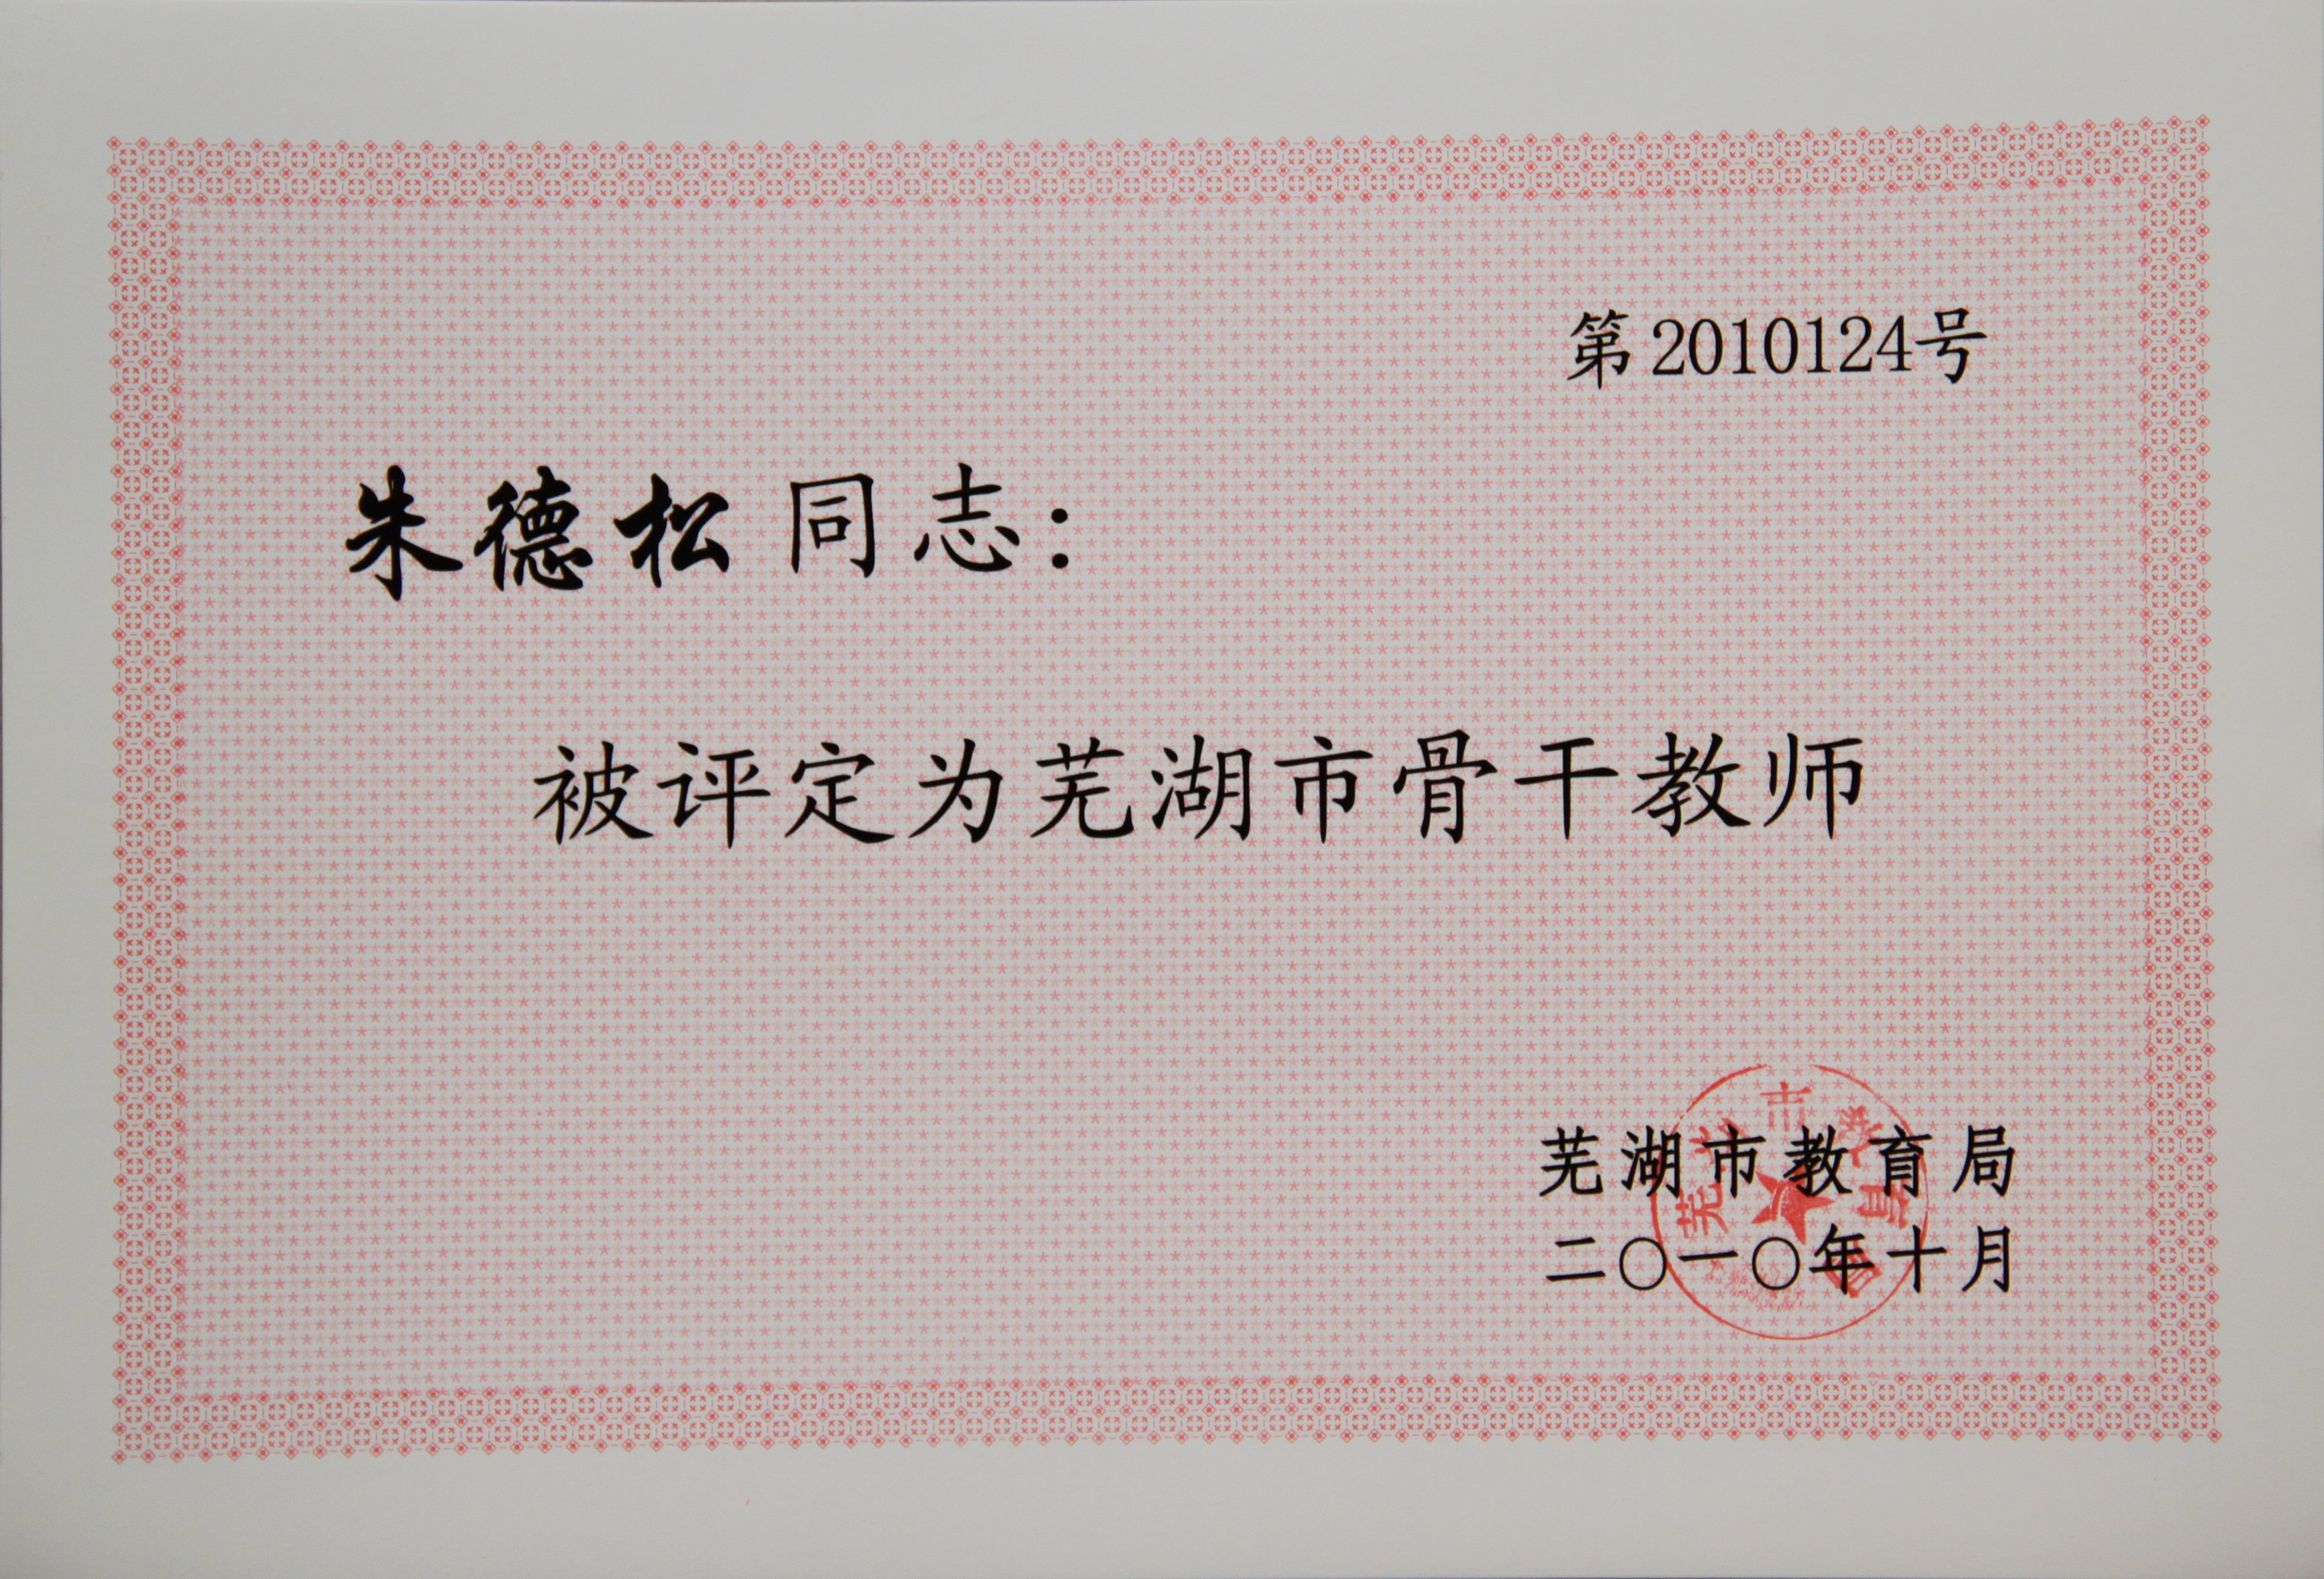 第2010124号
朱德松同志：
被评定为芜湖市骨干教师
芜湖市教育局
二〇一〇年十月